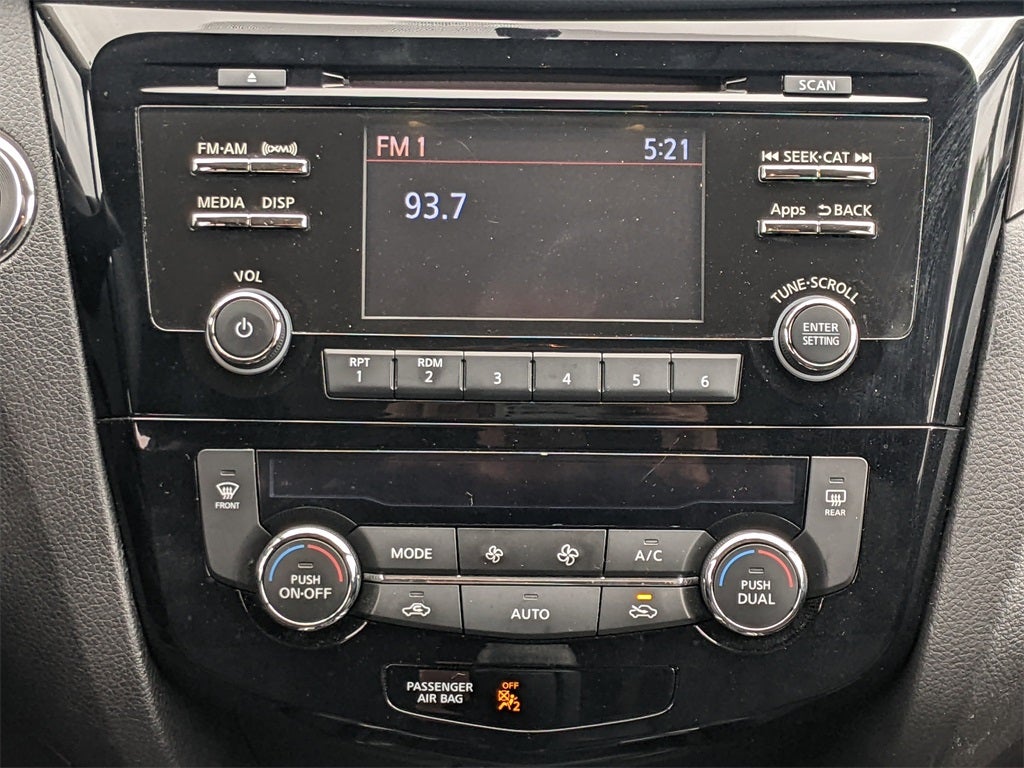 SCAN
FM·AM ((XM))
SEEK·CAT
FM 1 5:21
MEDIA DISP
93.7
Apps BACK
VOL
TUNE·SCROLL
ENTER
SETTING
RPT RDM
1 2 3 4 5 6
FRONT
REAR
MODE
A/C
PUSH
ON·OFF
PUSH
DUAL
AUTO
PASSENGER
AIR BAG
OFF
2